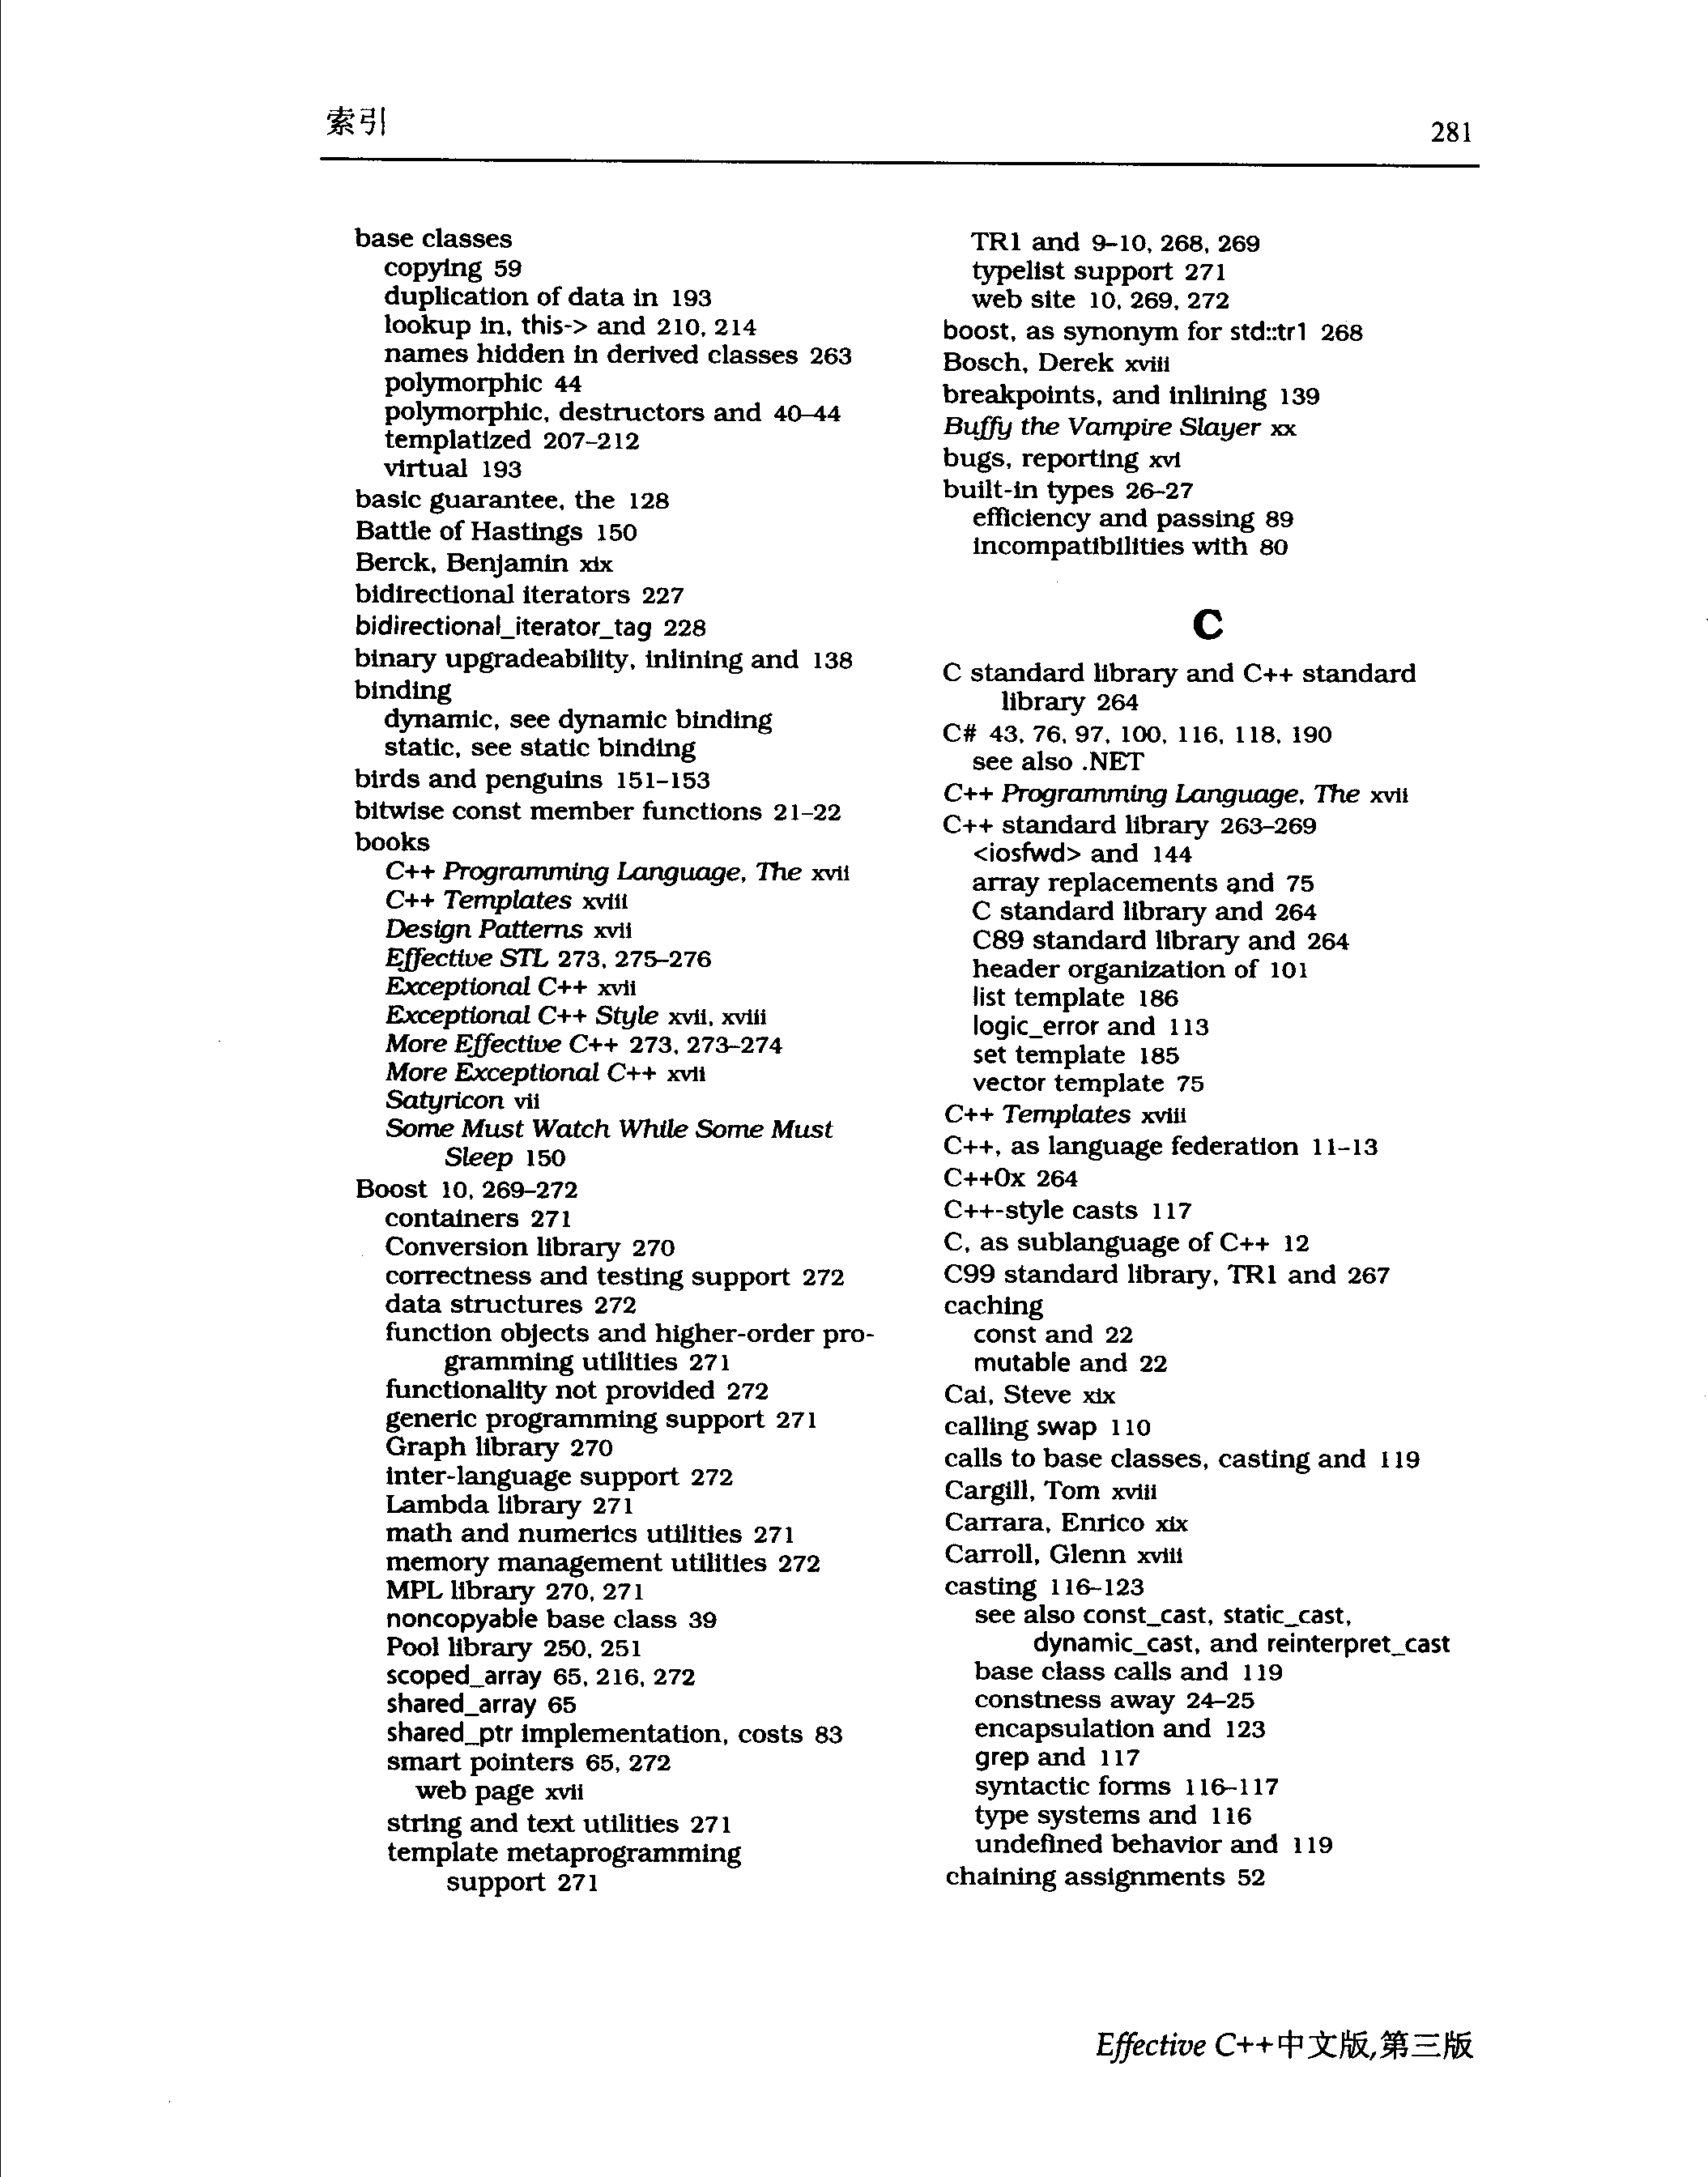 索引
281
base classes
copying 59
duplication of data in 193
lookup in, this-> and 210, 214
names hidden in derived classes 263
polymorphic 44
polymorphic, destructors and 40–44
templatized 207–212
virtual 193
basic guarantee, the 128
Battle of Hastings 150
Berck, Benjamin xix
bidirectional iterators 227
bidirectional_iterator_tag 228
binary upgradeability, inlining and 138
binding
dynamic, see dynamic binding
static, see static binding
birds and penguins 151–153
bitwise const member functions 21–22
books
C++ Programming Language, The xvii
C++ Templates xviii
Design Patterns xvii
Effective STL 273, 275–276
Exceptional C++ xvii
Exceptional C++ Style xvii, xviii
More Effective C++ 273, 273–274
More Exceptional C++ xvii
Satyricon vii
Some Must Watch While Some Must
Sleep 150
Boost 10, 269–272
containers 271
Conversion library 270
correctness and testing support 272
data structures 272
function objects and higher-order pro-
gramming utilities 271
functionality not provided 272
generic programming support 271
Graph library 270
inter-language support 272
Lambda library 271
math and numerics utilities 271
memory management utilities 272
MPL library 270, 271
noncopyable base class 39
Pool library 250, 251
scoped_array 65, 216, 272
shared_array 65
shared_ptr implementation, costs 83
smart pointers 65, 272
web page xvii
string and text utilities 271
template metaprogramming
support 271
TR1 and 9–10, 268, 269
typelist support 271
web site 10, 269, 272
boost, as synonym for std::tr1 268
Bosch, Derek xviii
breakpoints, and inlining 139
Buffy the Vampire Slayer xx
bugs, reporting xvi
built-in types 26–27
efficiency and passing 89
incompatibilities with 80
C
C standard library and C++ standard
library 264
C# 43, 76, 97, 100, 116, 118, 190
see also .NET
C++ Programming Language, The xvii
C++ standard library 263–269
<iosfwd> and 144
array replacements and 75
C standard library and 264
C89 standard library and 264
header organization of 101
list template 186
logic_error and 113
set template 185
vector template 75
C++ Templates xviii
C++, as language federation 11–13
C++0x 264
C++-style casts 117
C, as sublanguage of C++ 12
C99 standard library, TR1 and 267
caching
const and 22
mutable and 22
Cai, Steve xix
calling swap 110
calls to base classes, casting and 119
Cargill, Tom xviii
Carrara, Enrico xix
Carroll, Glenn xviii
casting 116–123
see also const_cast, static_cast,
dynamic_cast, and reinterpret_cast
base class calls and 119
constness away 24–25
encapsulation and 123
grep and 117
syntactic forms 116–117
type systems and 116
undefined behavior and 119
chaining assignments 52
Effective C++中文版,第三版